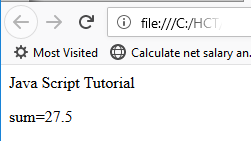 file:///C:/HCT/
Most Visited Calculate net salary an.
Java Script Tutorial
sum=27.5